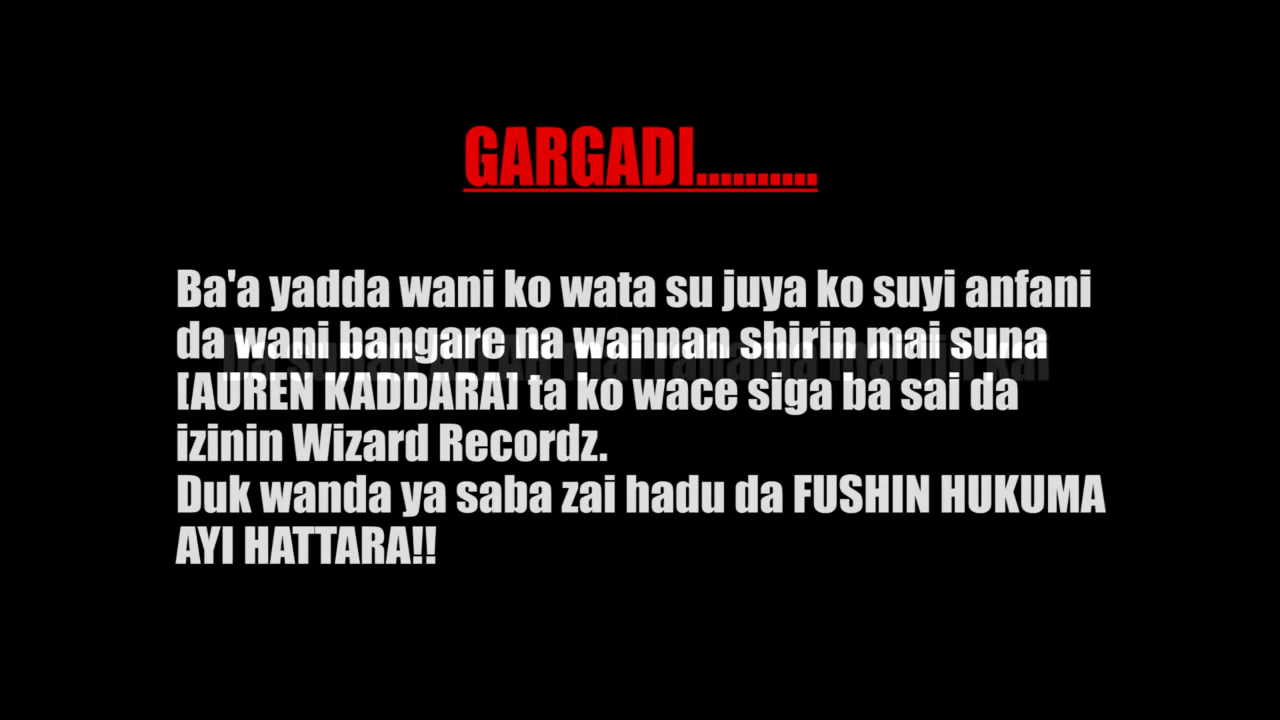 GARGADI..........
Ba'a yadda wani ko wata su juya ko suyi anfani
da wani bangare na wannan shirin mai suna
[AUREN KADDARA] ta ko wace siga ba sai da
izinin Wizard Recordz.
Duk wanda ya saba zai hadu da FUSHIN HUKUMA
AYI HATTARA!!